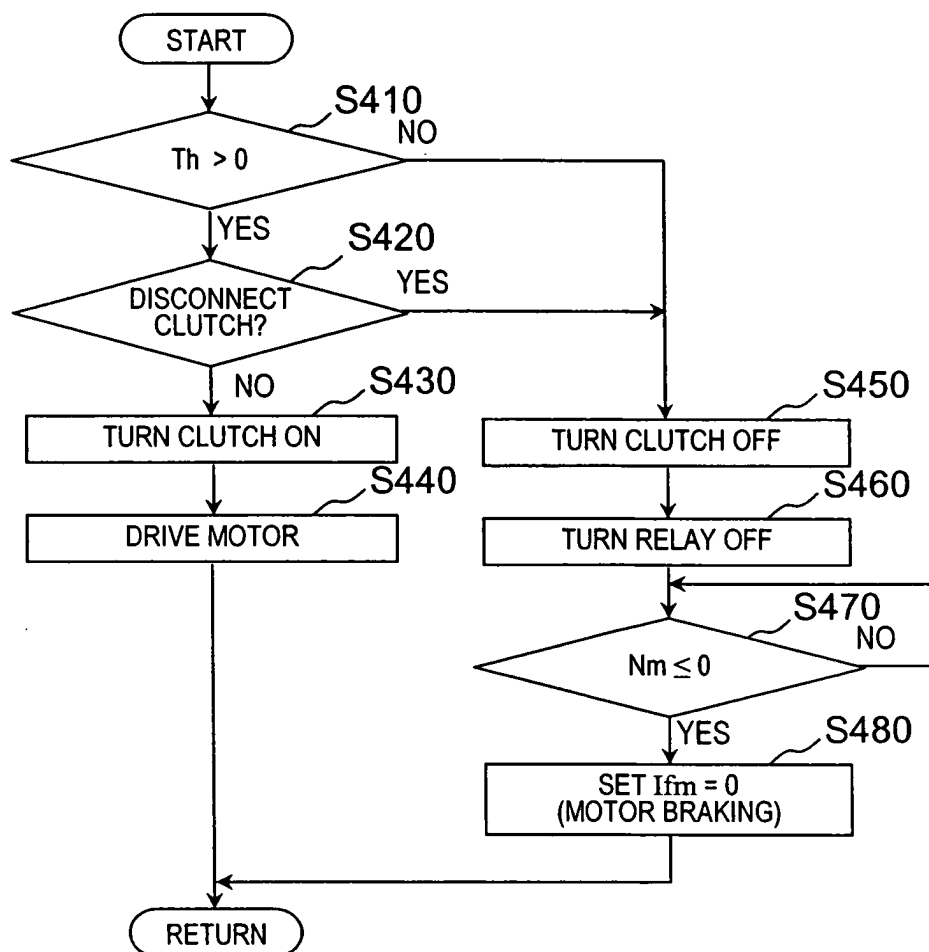 START
S410
NO
Th > 0
YES
S420
YES
DISCONNECT
CLUTCH?
NO
S430
TURN CLUTCH ON
S440
DRIVE MOTOR
S450
TURN CLUTCH OFF
S460
TURN RELAY OFF
S470
NO
Nm ≤ 0
YES
S480
SET Ifm = 0
(MOTOR BRAKING)
RETURN